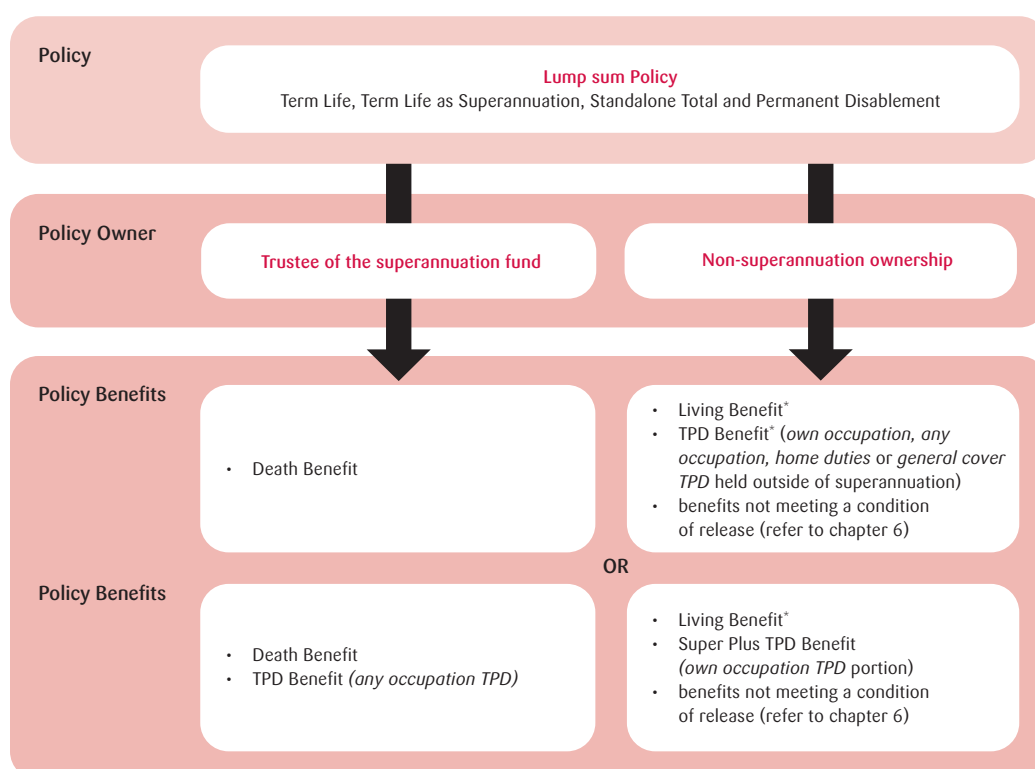 Policy
Lump sum Policy
Term Life, Term Life as Superannuation, Standalone Total and Permanent Disablement
Policy Owner
Trustee of the superannuation fund
Non-superannuation ownership
Policy Benefits
• Death Benefit
• Living Benefit*
• TPD Benefit* (own occupation, any
occupation, home duties or general cover
TPD held outside of superannuation)
• benefits not meeting a condition
of release (refer to chapter 6)
OR
Policy Benefits
• Death Benefit
• TPD Benefit (any occupation TPD)
• Living Benefit*
• Super Plus TPD Benefit
(own occupation TPD portion)
• benefits not meeting a condition
of release (refer to chapter 6)